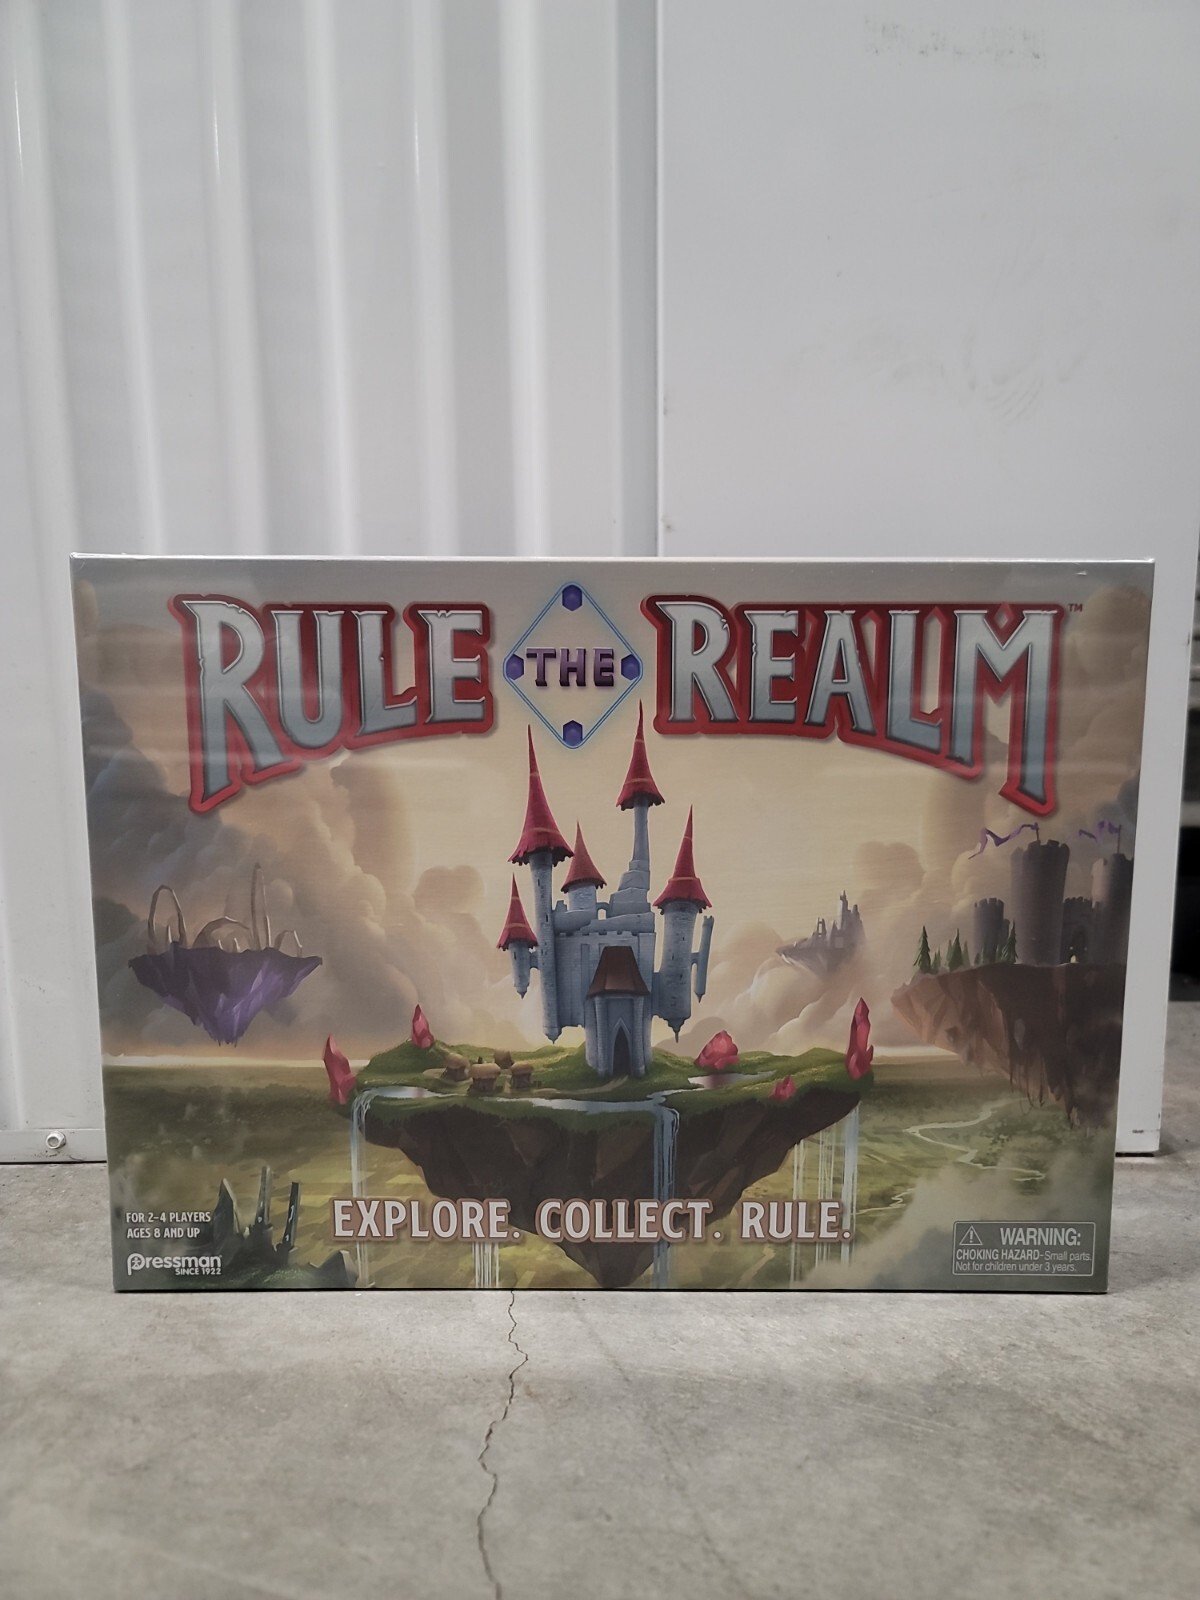 RULE THE REALM™
EXPLORE. COLLECT. RULE.
FOR 2-4 PLAYERS
AGES 8 AND UP
pressman
SINCE 1922
WARNING:
CHOKING HAZARD-Small parts.
Not for children under 3 years.